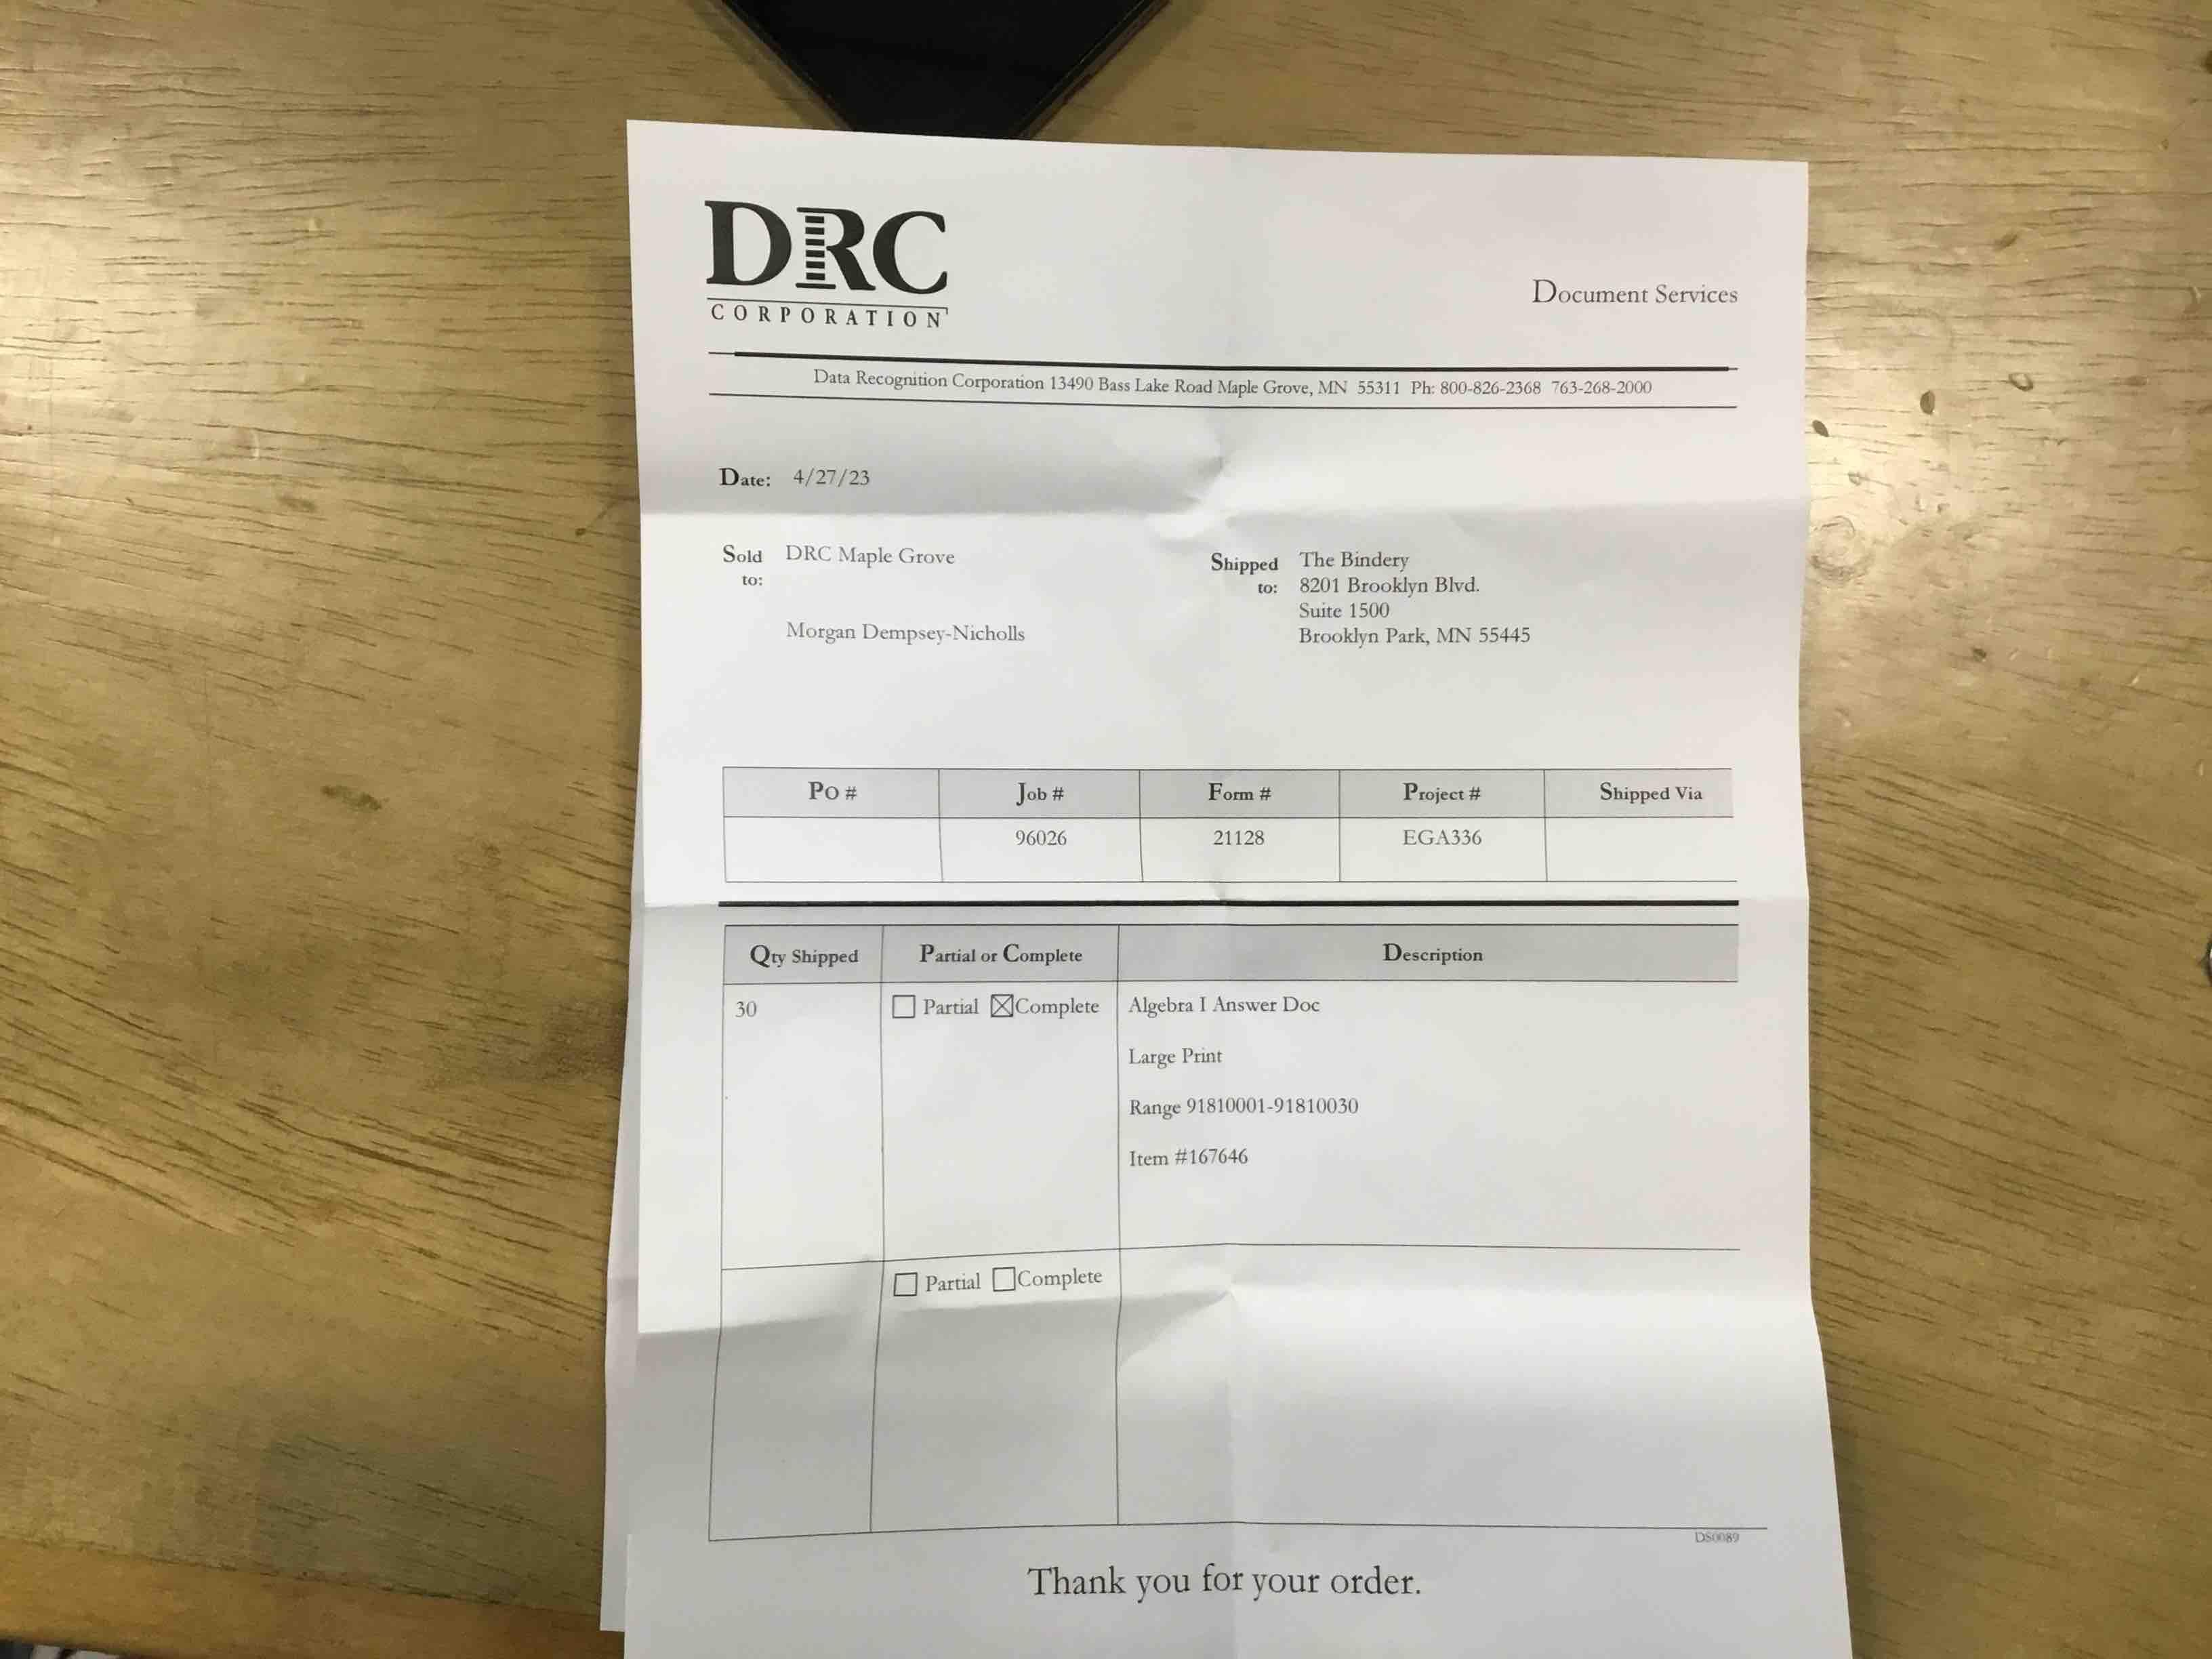 DRC
CORPORATION
Document Services
Data Recognition Corporation 13490 Bass Lake Road Maple Grove, MN 55311 Ph: 800-826-2368 763-268-2000
Date: 4/27/23
Sold to: DRC Maple Grove
Morgan Dempsey-Nicholls
Shipped to: The Bindery
8201 Brooklyn Blvd.
Suite 1500
Brooklyn Park, MN 55445
Po # Job # Form # Project # Shipped Via
96026 21128 EGA336
Qty Shipped Partial or Complete Description
30 ☐ Partial ☒ Complete Algebra I Answer Doc
Large Print
Range 91810001-91810030
Item #167646
☐ Partial ☐ Complete
DS0089
Thank you for your order.